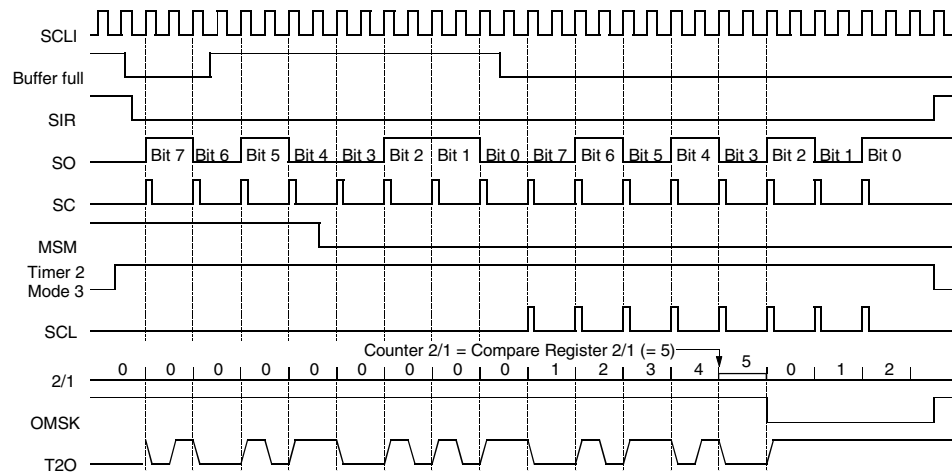 SCLI
Buffer full
SIR
SO Bit 7 Bit 6 Bit 5 Bit 4 Bit 3 Bit 2 Bit 1 Bit 0 Bit 7 Bit 6 Bit 5 Bit 4 Bit 3 Bit 2 Bit 1 Bit 0
SC
MSM
Timer 2
Mode 3
SCL
Counter 2/1 = Compare Register 2/1 (= 5)
2/1 0 0 0 0 0 0 0 0 1 2 3 4 5 0 1 2
OMSK
T2O